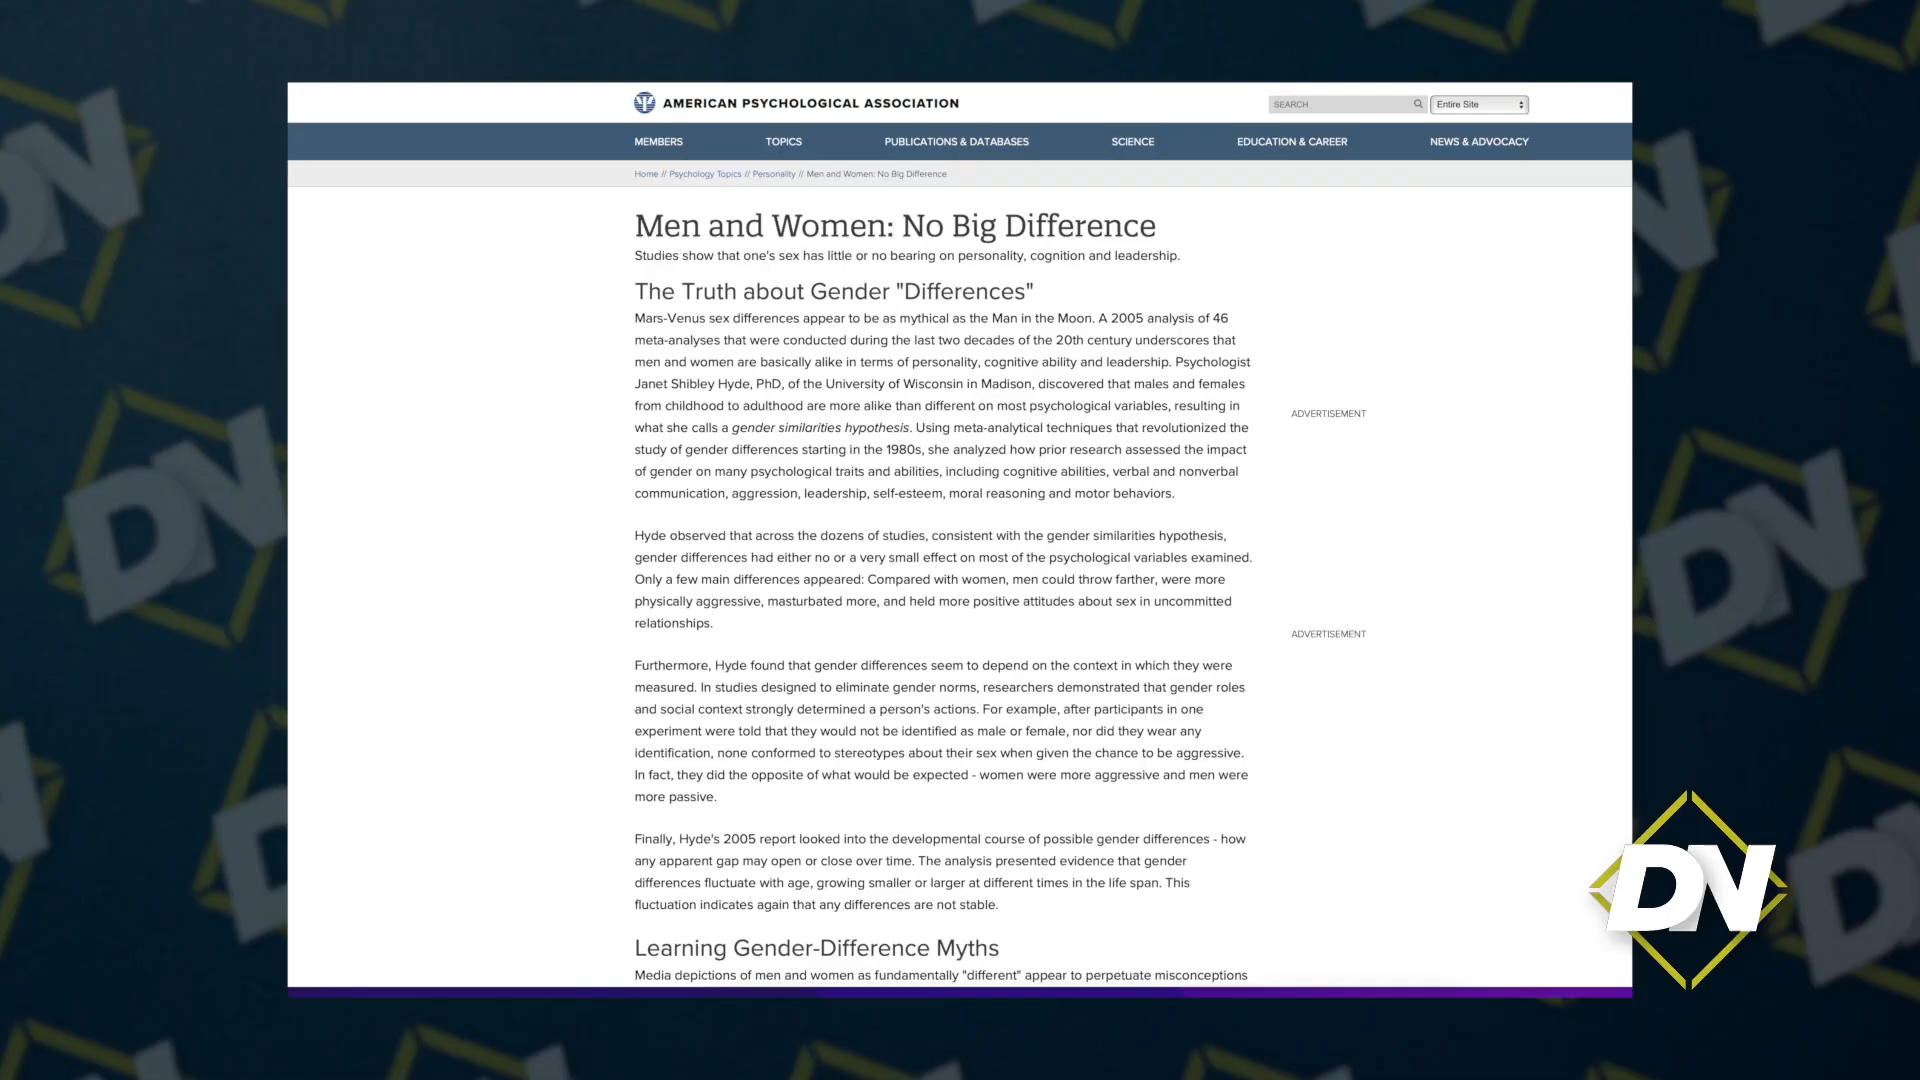 AMERICAN PSYCHOLOGICAL ASSOCIATION
SEARCH
Entire Site
MEMBERS
TOPICS
PUBLICATIONS & DATABASES
SCIENCE
EDUCATION & CAREER
NEWS & ADVOCACY
Home // Psychology Topics // Personality // Men and Women: No Big Difference
Men and Women: No Big Difference
Studies show that one's sex has little or no bearing on personality, cognition and leadership.
The Truth about Gender "Differences"
Mars-Venus sex differences appear to be as mythical as the Man in the Moon. A 2005 analysis of 46
meta-analyses that were conducted during the last two decades of the 20th century underscores that
men and women are basically alike in terms of personality, cognitive ability and leadership. Psychologist
Janet Shibley Hyde, PhD, of the University of Wisconsin in Madison, discovered that males and females
from childhood to adulthood are more alike than different on most psychological variables, resulting in
what she calls a gender similarities hypothesis. Using meta-analytical techniques that revolutionized the
study of gender differences starting in the 1980s, she analyzed how prior research assessed the impact
of gender on many psychological traits and abilities, including cognitive abilities, verbal and nonverbal
communication, aggression, leadership, self-esteem, moral reasoning and motor behaviors.
Hyde observed that across the dozens of studies, consistent with the gender similarities hypothesis,
gender differences had either no or a very small effect on most of the psychological variables examined.
Only a few main differences appeared: Compared with women, men could throw farther, were more
physically aggressive, masturbated more, and held more positive attitudes about sex in uncommitted
relationships.
Furthermore, Hyde found that gender differences seem to depend on the context in which they were
measured. In studies designed to eliminate gender norms, researchers demonstrated that gender roles
and social context strongly determined a person's actions. For example, after participants in one
experiment were told that they would not be identified as male or female, nor did they wear any
identification, none conformed to stereotypes about their sex when given the chance to be aggressive.
In fact, they did the opposite of what would be expected - women were more aggressive and men were
more passive.
Finally, Hyde's 2005 report looked into the developmental course of possible gender differences - how
any apparent gap may open or close over time. The analysis presented evidence that gender
differences fluctuate with age, growing smaller or larger at different times in the life span. This
fluctuation indicates again that any differences are not stable.
Learning Gender-Difference Myths
Media depictions of men and women as fundamentally "different" appear to perpetuate misconceptions
ADVERTISEMENT
ADVERTISEMENT
DN
DN
DN
DN
DN
DN
DN